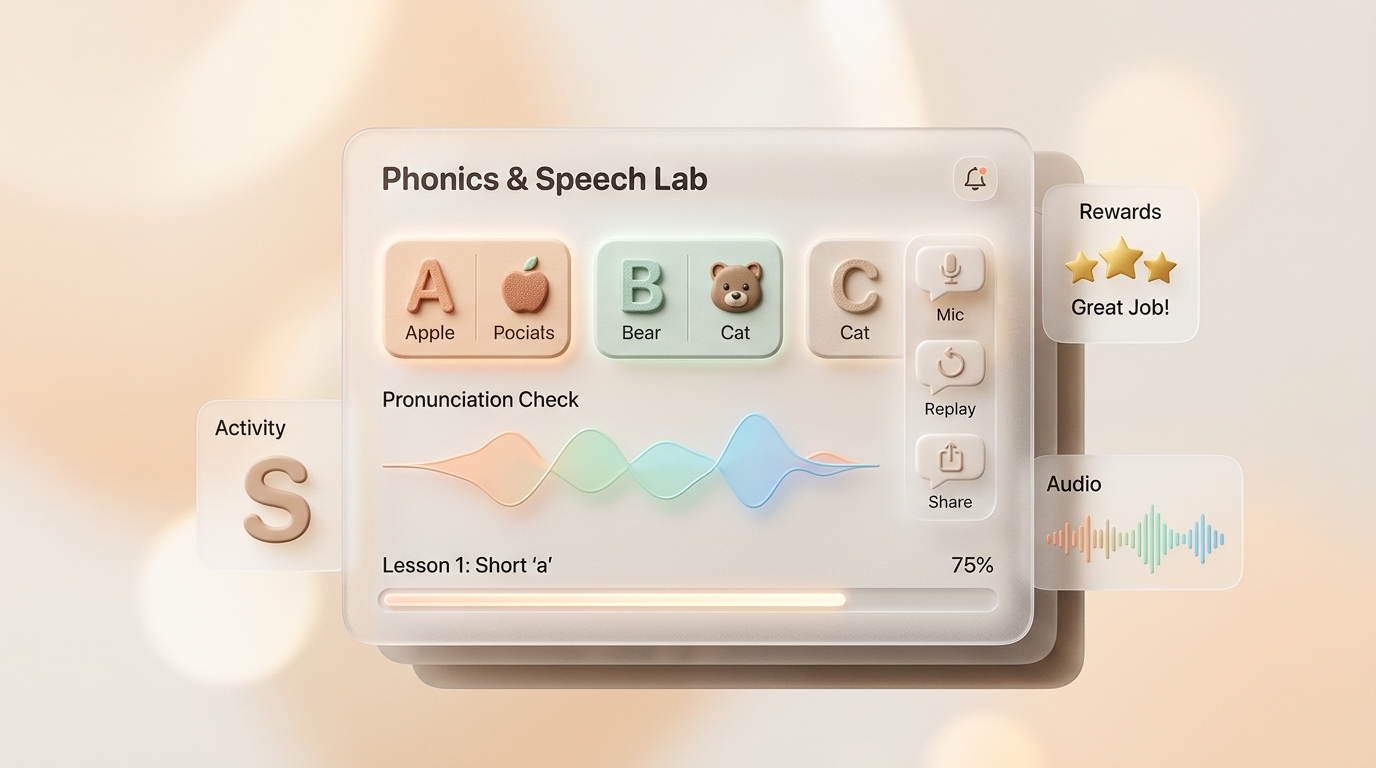 Phonics & Speech Lab
A
Apple
Pociats
B
Bear
Cat
C
Cat
Mic
Replay
Share
Pronunciation Check
Lesson 1: Short ‘a’
75%
Activity
S
Rewards
Great Job!
Audio